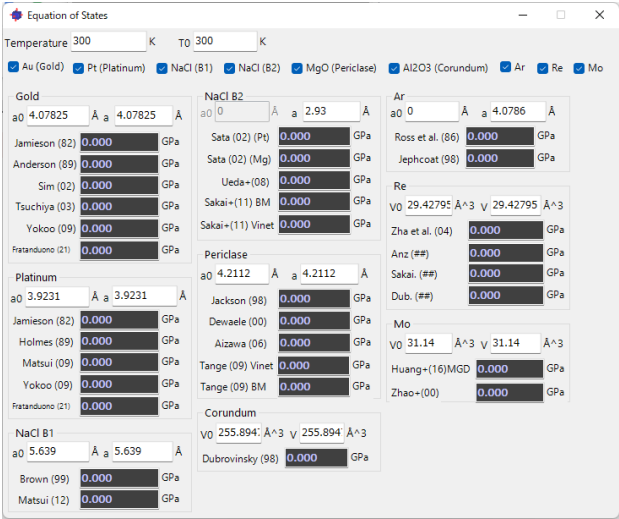 Equation of States
Temperature 300 K T0 300 K
Au (Gold) Pt (Platinum) NaCl (B1) NaCl (B2) MgO (Periclase) Al2O3 (Corundum) Ar Re Mo
Gold
a0 4.07825 Å a 4.07825 Å
Jamieson (82) 0.000 GPa
Anderson (89) 0.000 GPa
Sim (02) 0.000 GPa
Tsuchiya (03) 0.000 GPa
Yokoo (09) 0.000 GPa
Fratanduono (21) 0.000 GPa
Platinum
a0 3.9231 Å a 3.9231 Å
Jamieson (82) 0.000 GPa
Holmes (89) 0.000 GPa
Matsui (09) 0.000 GPa
Yokoo (09) 0.000 GPa
Fratanduono (21) 0.000 GPa
NaCl B1
a0 5.639 Å a 5.639 Å
Brown (99) 0.000 GPa
Matsui (12) 0.000 GPa
NaCl B2
a0 0 Å a 2.93 Å
Sata (02) (Pt) 0.000 GPa
Sata (02) (Mg) 0.000 GPa
Ueda+(08) 0.000 GPa
Sakai+(11) BM 0.000 GPa
Sakai+(11) Vinet 0.000 GPa
Periclase
a0 4.2112 Å a 4.2112 Å
Jackson (98) 0.000 GPa
Dewaele (00) 0.000 GPa
Aizawa (06) 0.000 GPa
Tange (09) Vinet 0.000 GPa
Tange (09) BM 0.000 GPa
Corundum
V0 255.894 Å^3 V 255.894 Å^3
Dubrovinsky (98) 0.000 GPa
Ar
a0 0 Å a 4.0786 Å
Ross et al. (86) 0.000 GPa
Jephcoat (98) 0.000 GPa
Re
V0 29.42795 Å^3 V 29.42795 Å^3
Zha et al. (04) 0.000 GPa
Anz (##) 0.000 GPa
Sakai. (##) 0.000 GPa
Dub. (##) 0.000 GPa
Mo
V0 31.14 Å^3 V 31.14 Å^3
Huang+(16)MGD 0.000 GPa
Zhao+(00) 0.000 GPa